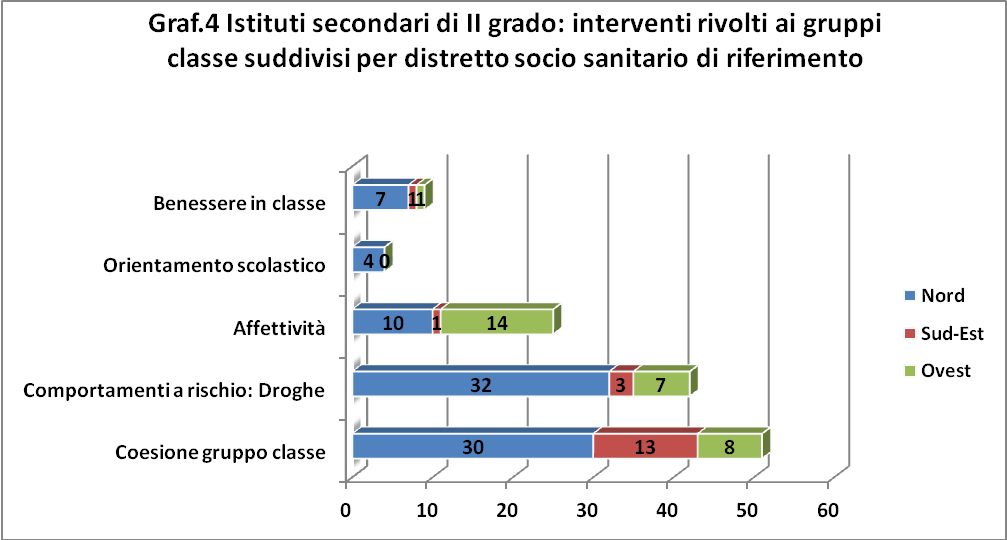 Graf.4 Istituti secondari di II grado: interventi rivolti ai gruppi
classe suddivisi per distretto socio sanitario di riferimento
Benessere in classe
7 1 1
Orientamento scolastico
4 0
Affettività
10 1 14
Comportamenti a rischio: Droghe
32 3 7
Coesione gruppo classe
30 13 8
0 10 20 30 40 50 60
Nord
Sud-Est
Ovest